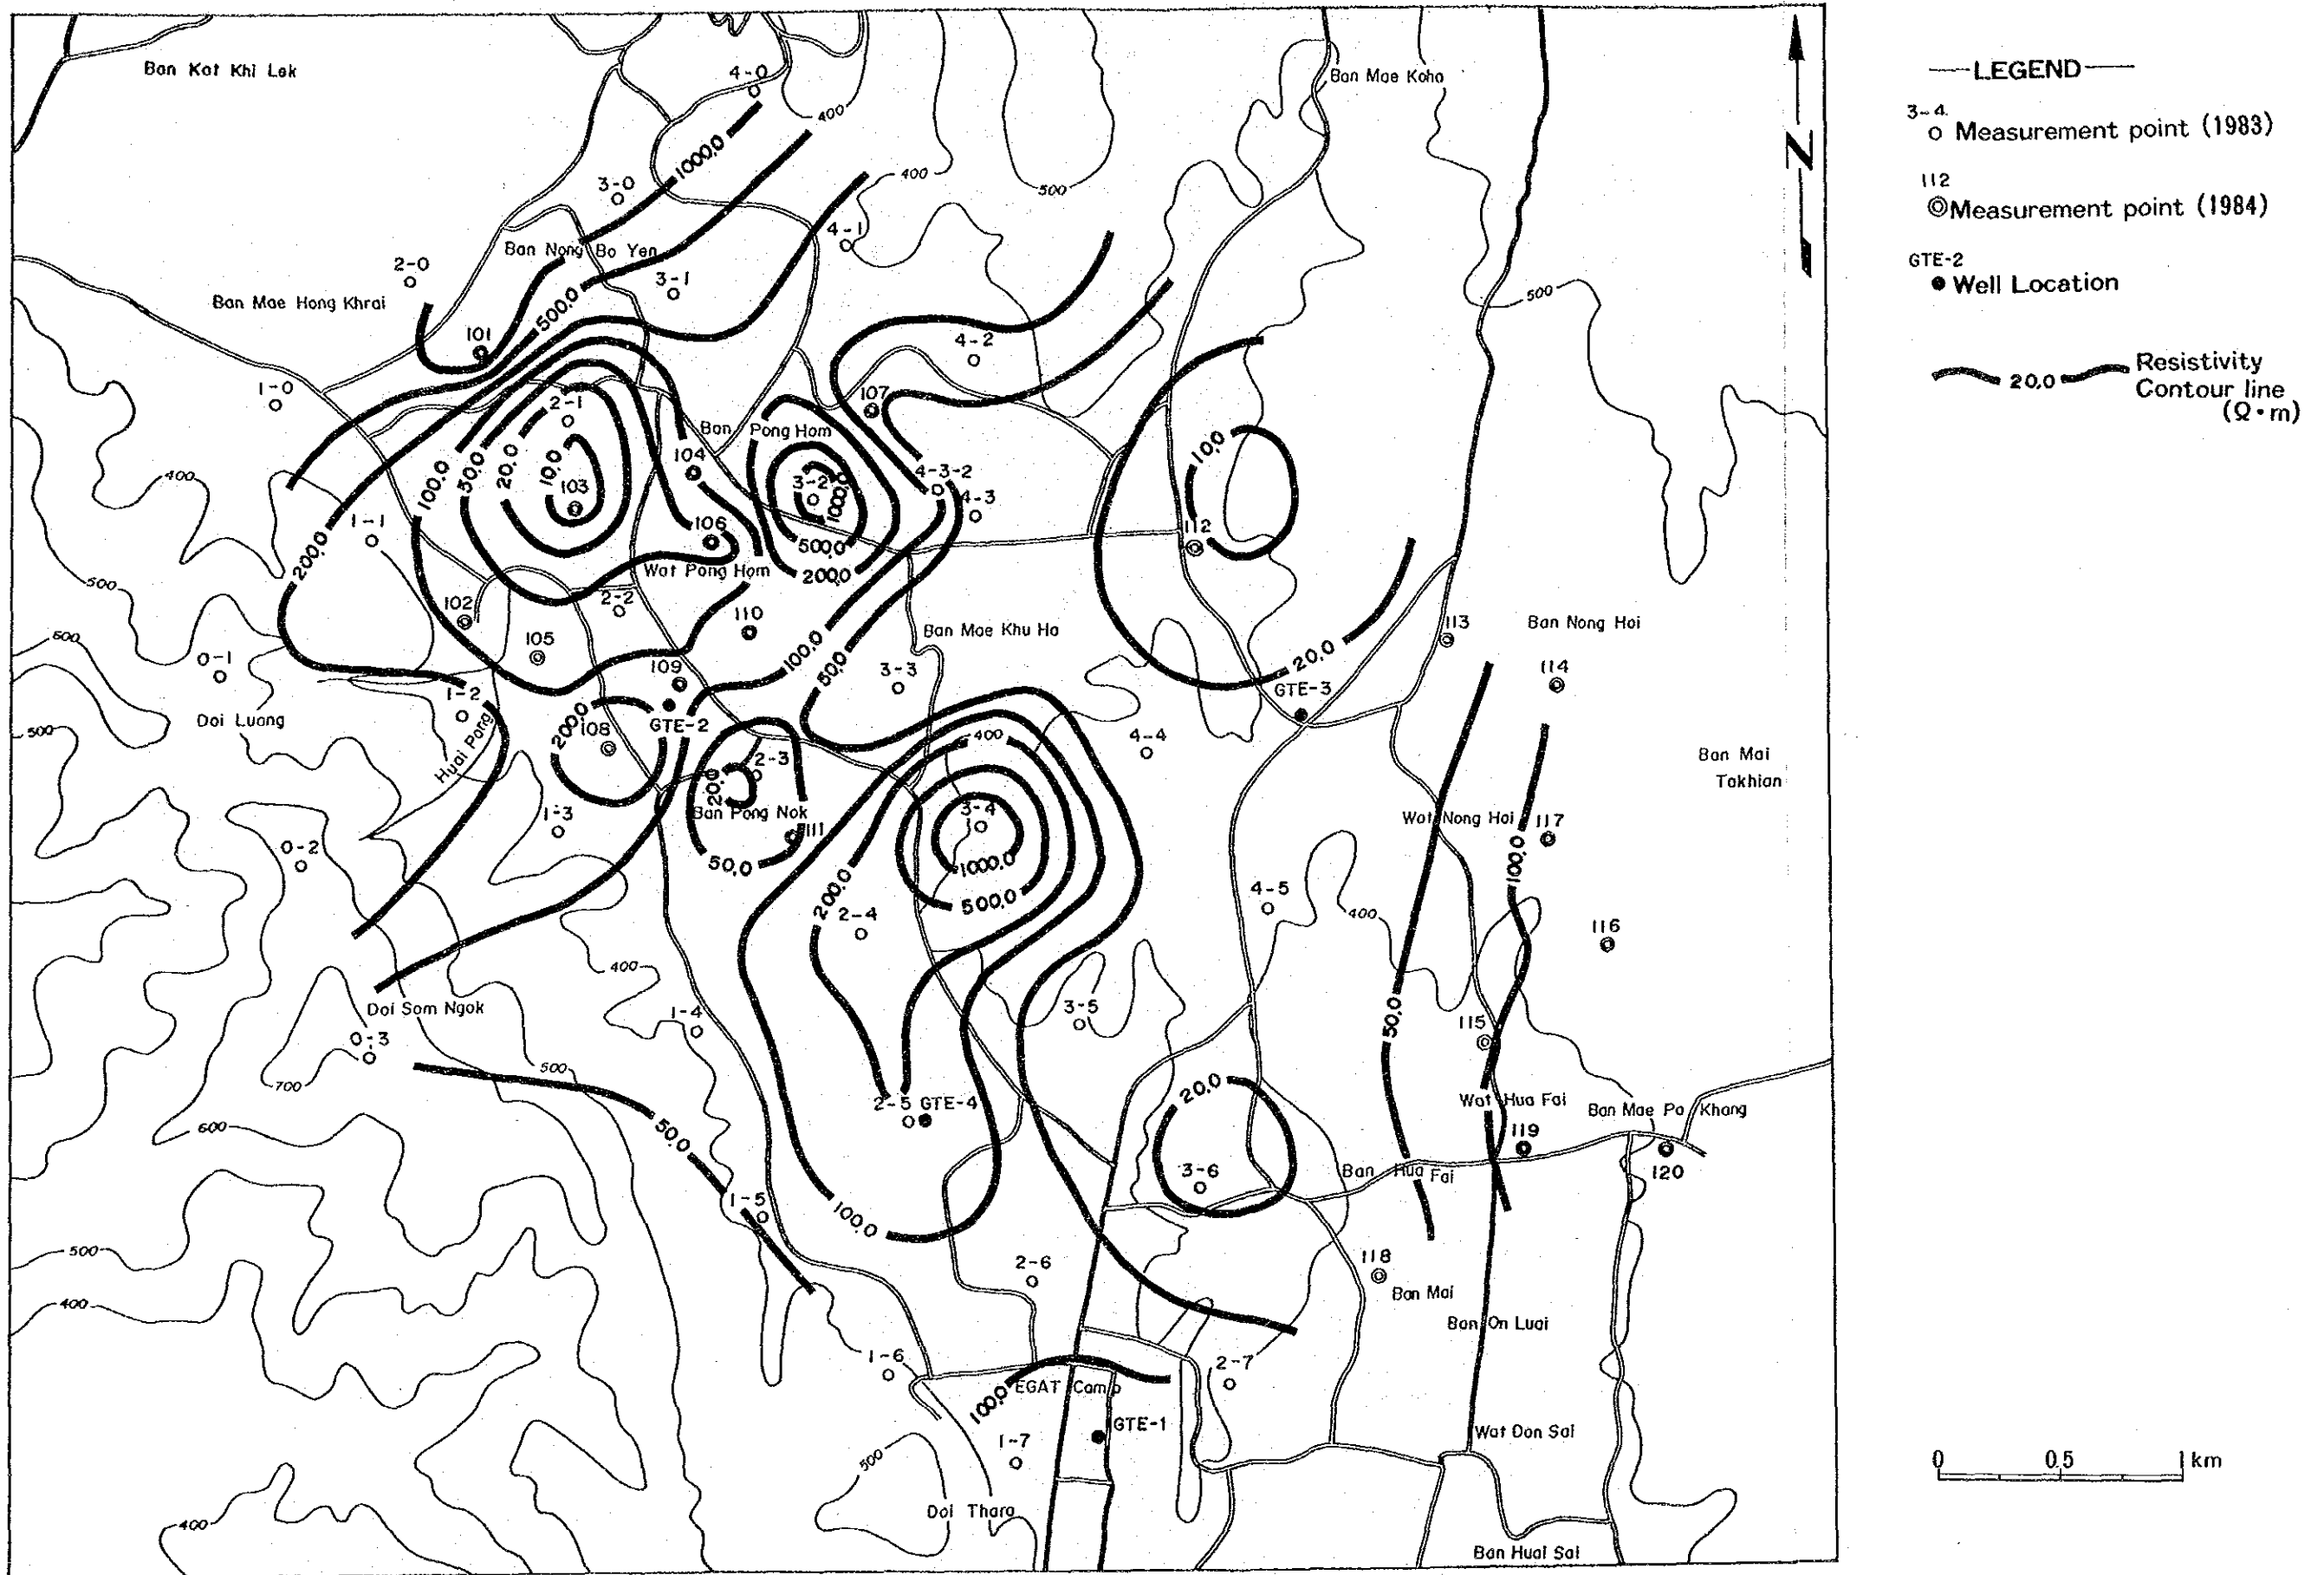 Ban Kat Khi Lek
4-0
400
Ban Mae Koha
1000.0
3-0
400
500
4-1
Ban Nong Bo Yen
2-0
3-1
Ban Mae Hong Khrai
500.0
500
101
4-2
1-0
107
2-1
Ban Pong Hom
10.0
100.0
50.0
20.0
10.0
104
4-3-2
400
103
3-2
1000.0
4-3
1-1
106
112
200.0
500.0
Wat Pong Hom
200.0
500
2-2
102
110
600
105
100.0
50.0
Ban Mae Khu Ha
113
Ban Nong Hoi
0-1
109
3-3
20.0
114
1-2
GTE-3
Doi Luang
200.0
108
GTE-2
400
4-4
500
Huai Pong
2-3
20.0
Ban Mai
Takhian
1-3
Ban Pong Nok
111
3-4
Wat Nong Hoi
117
0-2
50.0
1000.0
100.0
200.0
500.0
4-5
2-4
400
116
400
Doi Som Ngok
1-4
3-5
50.0
115
0-3
500
700
20.0
2-5
GTE-4
Wat Hua Fai
Ban Mae Pa Khang
600
50.0
119
3-6
Ban Hua Fai
120
1-5
100.0
500
2-6
118
Ban Mai
400
Ban On Luai
1-6
2-7
100.0
EGAT Camp
GTE-1
1-7
Wat Don Sai
500
Doi Thara
400
Ban Huai Sai
N
LEGEND
3-4
Measurement point (1983)
112
Measurement point (1984)
GTE-2
Well Location
20.0
Resistivity
Contour line
(Ω•m)
0 0.5 1 km